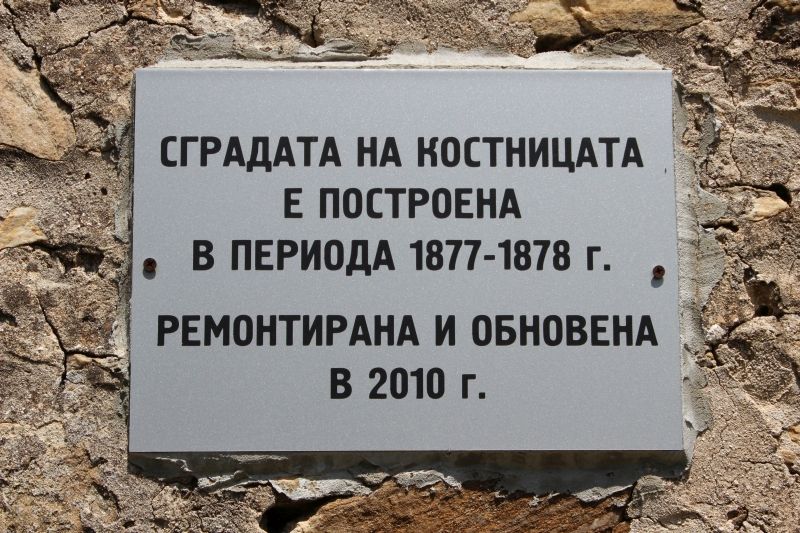 СГРАДАТА НА КОСТНИЦАТА
Е ПОСТРОЕНА
В ПЕРИОДА 1877-1878 г.
РЕМОНТИРАНА И ОБНОВЕНА
В 2010 г.